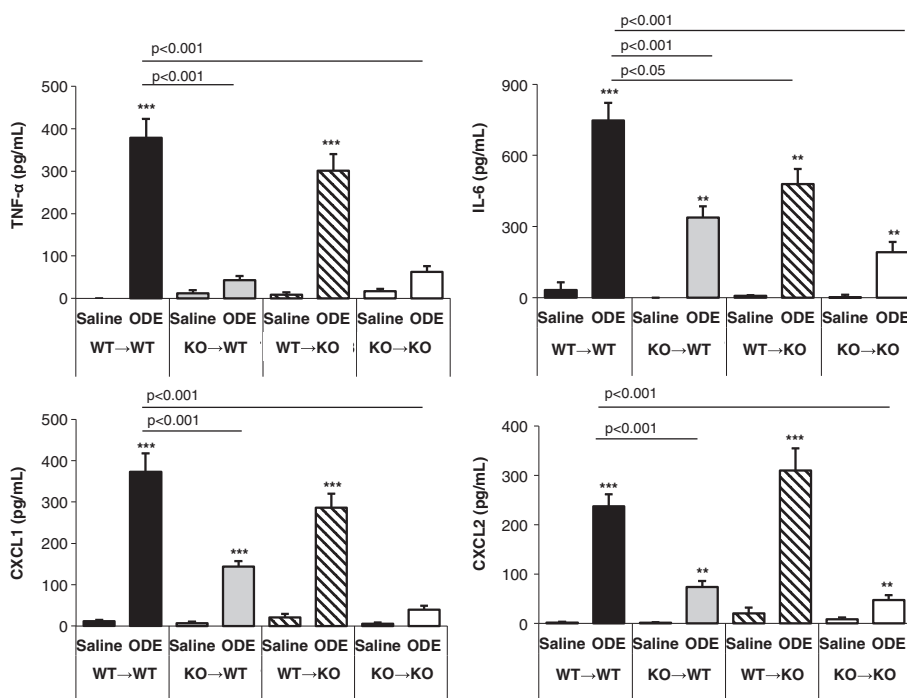 p<0.001
p<0.001
500
400
300
200
100
0
TNF-α (pg/mL)
***
***
Saline ODE Saline ODE Saline ODE Saline ODE
WT→WT KO→WT WT→KO KO→KO
p<0.001
p<0.001
p<0.05
900
600
300
0
IL-6 (pg/mL)
***
**
**
**
Saline ODE Saline ODE Saline ODE Saline ODE
WT→WT KO→WT WT→KO KO→KO
p<0.001
p<0.001
500
400
300
200
100
0
CXCL1 (pg/mL)
***
***
***
Saline ODE Saline ODE Saline ODE Saline ODE
WT→WT KO→WT WT→KO KO→KO
p<0.001
p<0.001
400
300
200
100
0
CXCL2 (pg/mL)
***
**
***
**
Saline ODE Saline ODE Saline ODE Saline ODE
WT→WT KO→WT WT→KO KO→KO